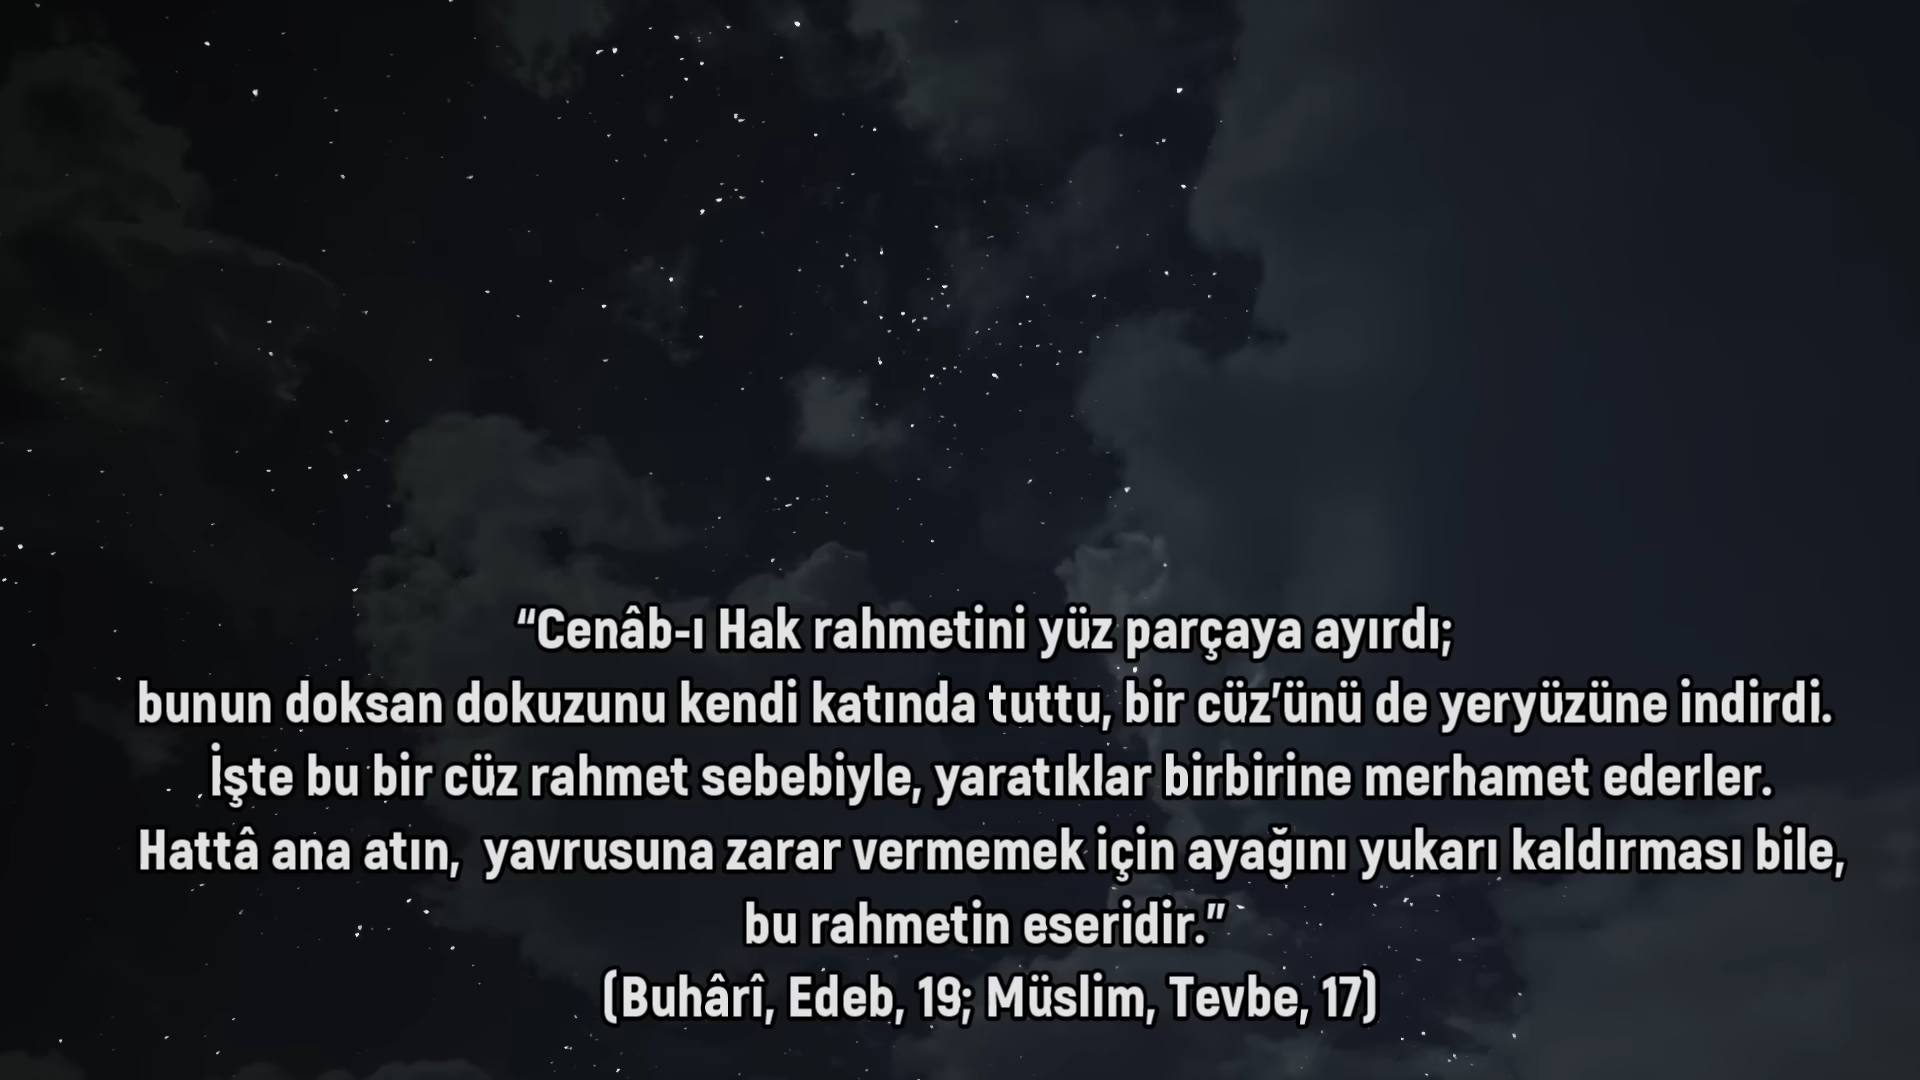 “Cenâb-ı Hak rahmetini yüz parçaya ayırdı;
bunun doksan dokuzunu kendi katında tuttu, bir cüz’ünü de yeryüzüne indirdi.
İşte bu bir cüz rahmet sebebiyle, yaratıklar birbirine merhamet ederler.
Hattâ ana atın,  yavrusuna zarar vermemek için ayağını yukarı kaldırması bile,
bu rahmetin eseridir.”
(Buhârî, Edeb, 19; Müslim, Tevbe, 17)